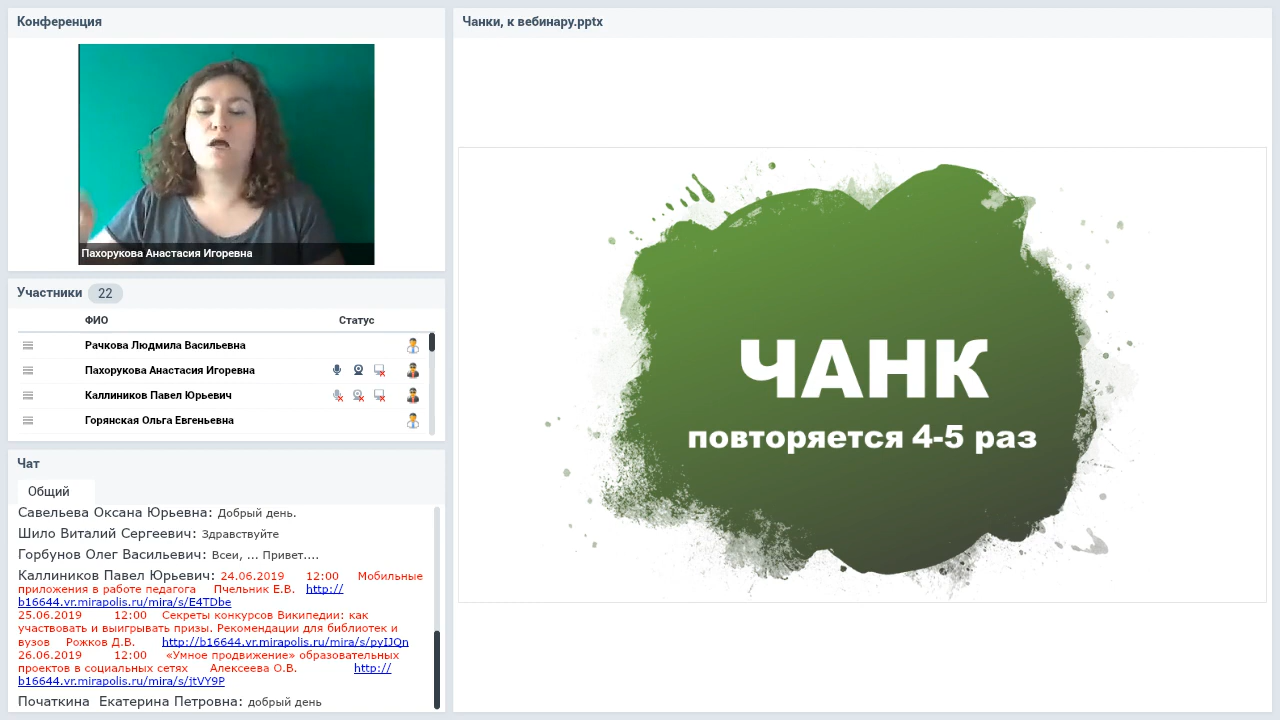 Конференция
Пахорукова Анастасия Игоревна
Участники 22
ФИО Статус
Рачкова Людмила Васильевна
Пахорукова Анастасия Игоревна
Каллиников Павел Юрьевич
Горянская Ольга Евгеньевна
Чат
Общий
Савельева Оксана Юрьевна: Добрый день.
Шило Виталий Сергеевич: Здравствуйте
Горбунов Олег Васильевич: Всеи, ... Привет....
Каллиников Павел Юрьевич: 24.06.2019 12:00 Мобильные
приложения в работе педагога Пчельник Е.В. http://
b16644.vr.mirapolis.ru/mira/s/E4TDbe
25.06.2019 12:00 Секреты конкурсов Википедии: как
участвовать и выигрывать призы. Рекомендации для библиотек и
вузов Рожков Д.В. http://b16644.vr.mirapolis.ru/mira/s/pyIJQn
26.06.2019 12:00 «Умное продвижение» образовательных
проектов в социальных сетях Алексеева О.В. http://
b16644.vr.mirapolis.ru/mira/s/jtVY9P
Початкина Екатерина Петровна: добрый день
Чанки, к вебинару.pptx
ЧАНК
повторяется 4-5 раз